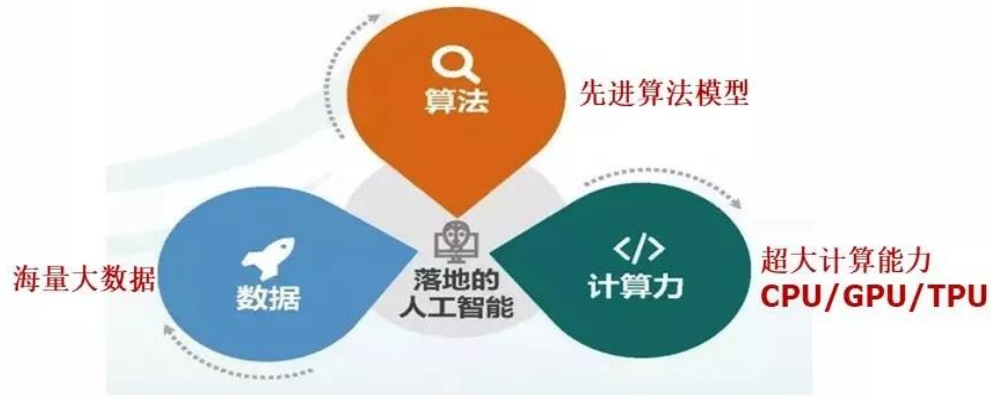 算法
先进算法模型
海量大数据
数据
落地的
人工智能
</>
计算力
超大计算能力
CPU/GPU/TPU